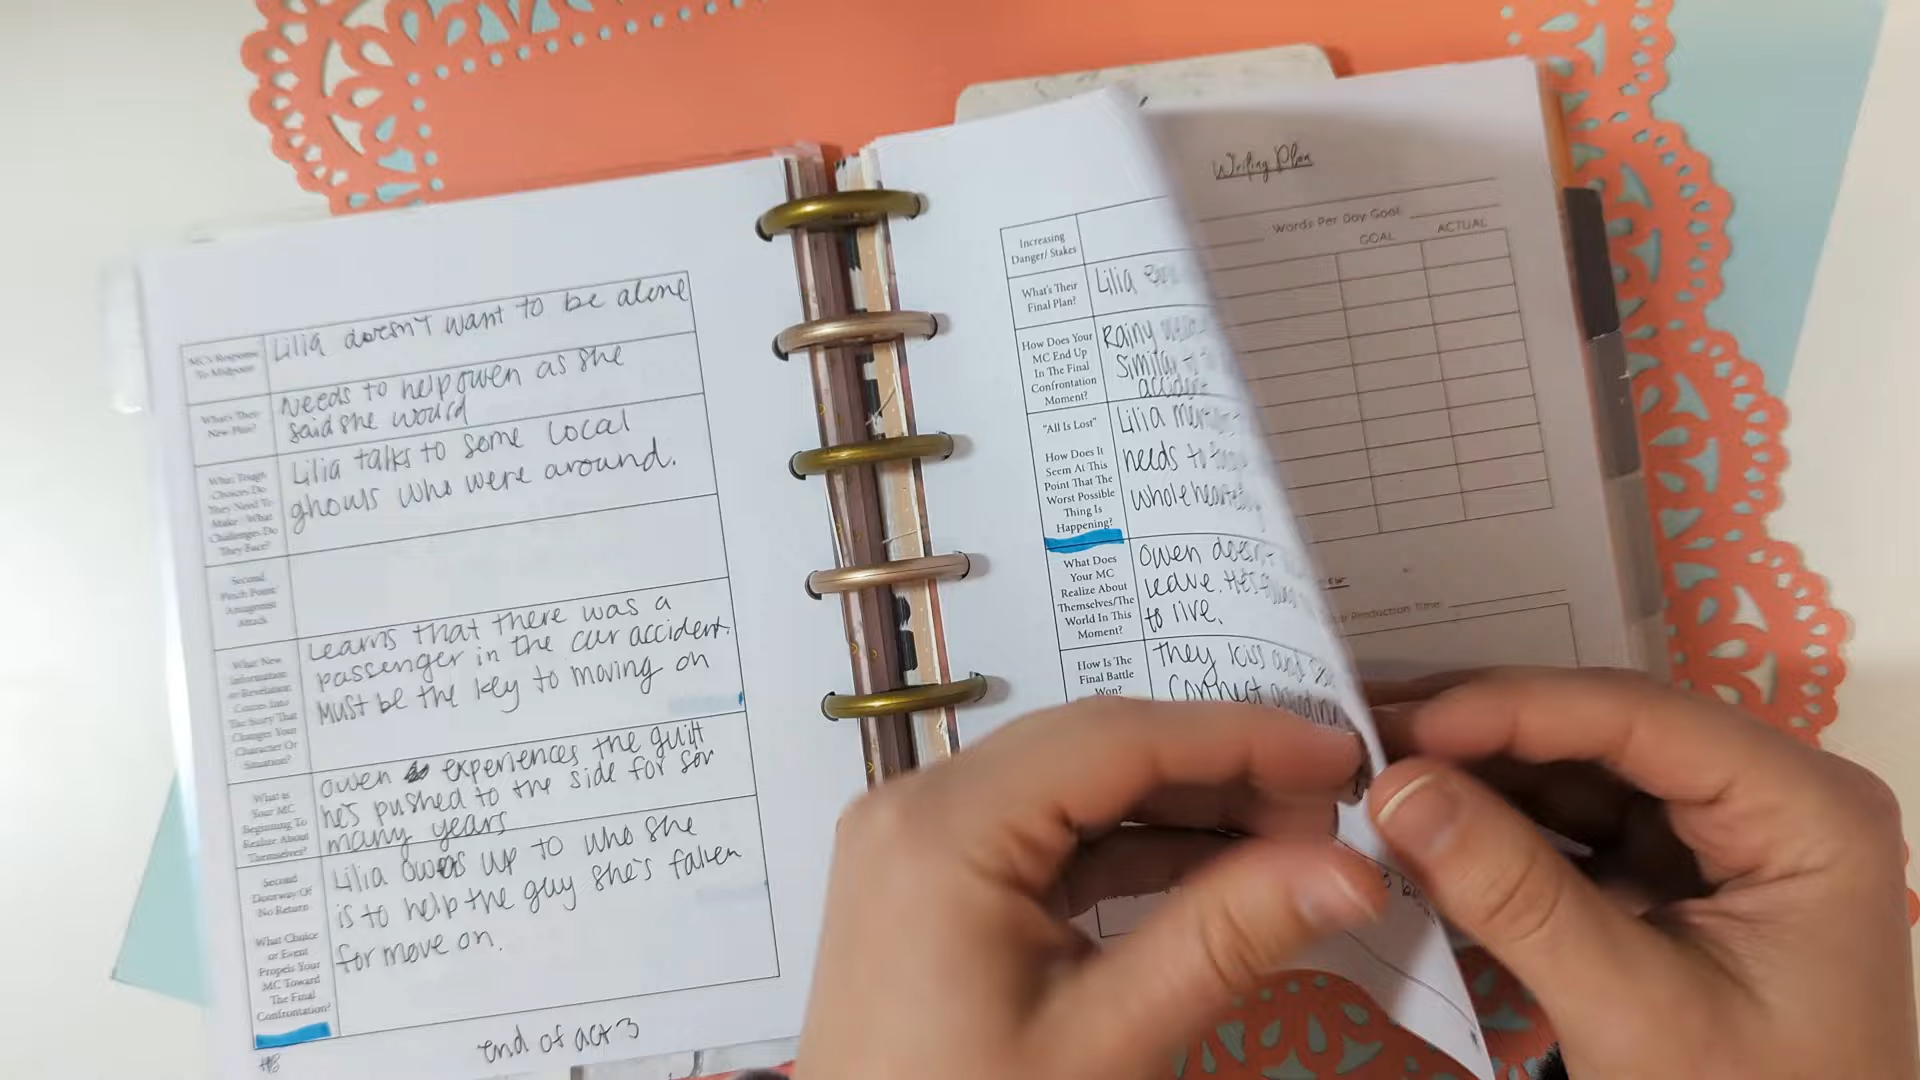 MC's Response
To Midpoint
Lilia doesn't want to be alone
What's Their
New Plan?
Needs to help owen as she
said she would
What Tough
Choices Do
They Need To
Make / What
Challenges Do
They Face?
Lilia talks to some local
ghouls who were around.
Second
Pinch Point
Antagonist
Attack
What New
Information
or Revelation
Comes Into
The Story That
Changes Your
Character Or
Situation?
Learns that there was a
passenger in the car accident.
Must be the key to moving on
What is
Your MC
Beginning To
Realize About
Themselves?
owen experiences the guilt
he's pushed to the side for sor
many years
Second
Doorway Of
No Return
What Choice
or Event
Propels Your
MC Toward
The Final
Confrontation?
Lilia owes up to who she
is to help the guy she's fallen
for move on.
end of act 3
Increasing
Danger/ Stakes
What's Their
Final Plan?
Lilia
How Does Your
MC End Up
In The Final
Confrontation
Moment?
Rainy
similar
accident
"All Is Lost"
How Does It
Seem At This
Point That The
Worst Possible
Thing Is
Happening?
Lilia
needs to
What Does
Your MC
Realize About
Themselves/The
World In This
Moment?
owen
leave. He's
to live.
How Is The
Final Battle
Won?
they kiss and
connect
Writing Plan
Words Per Day Goal:
GOAL ACTUAL
Production Time: